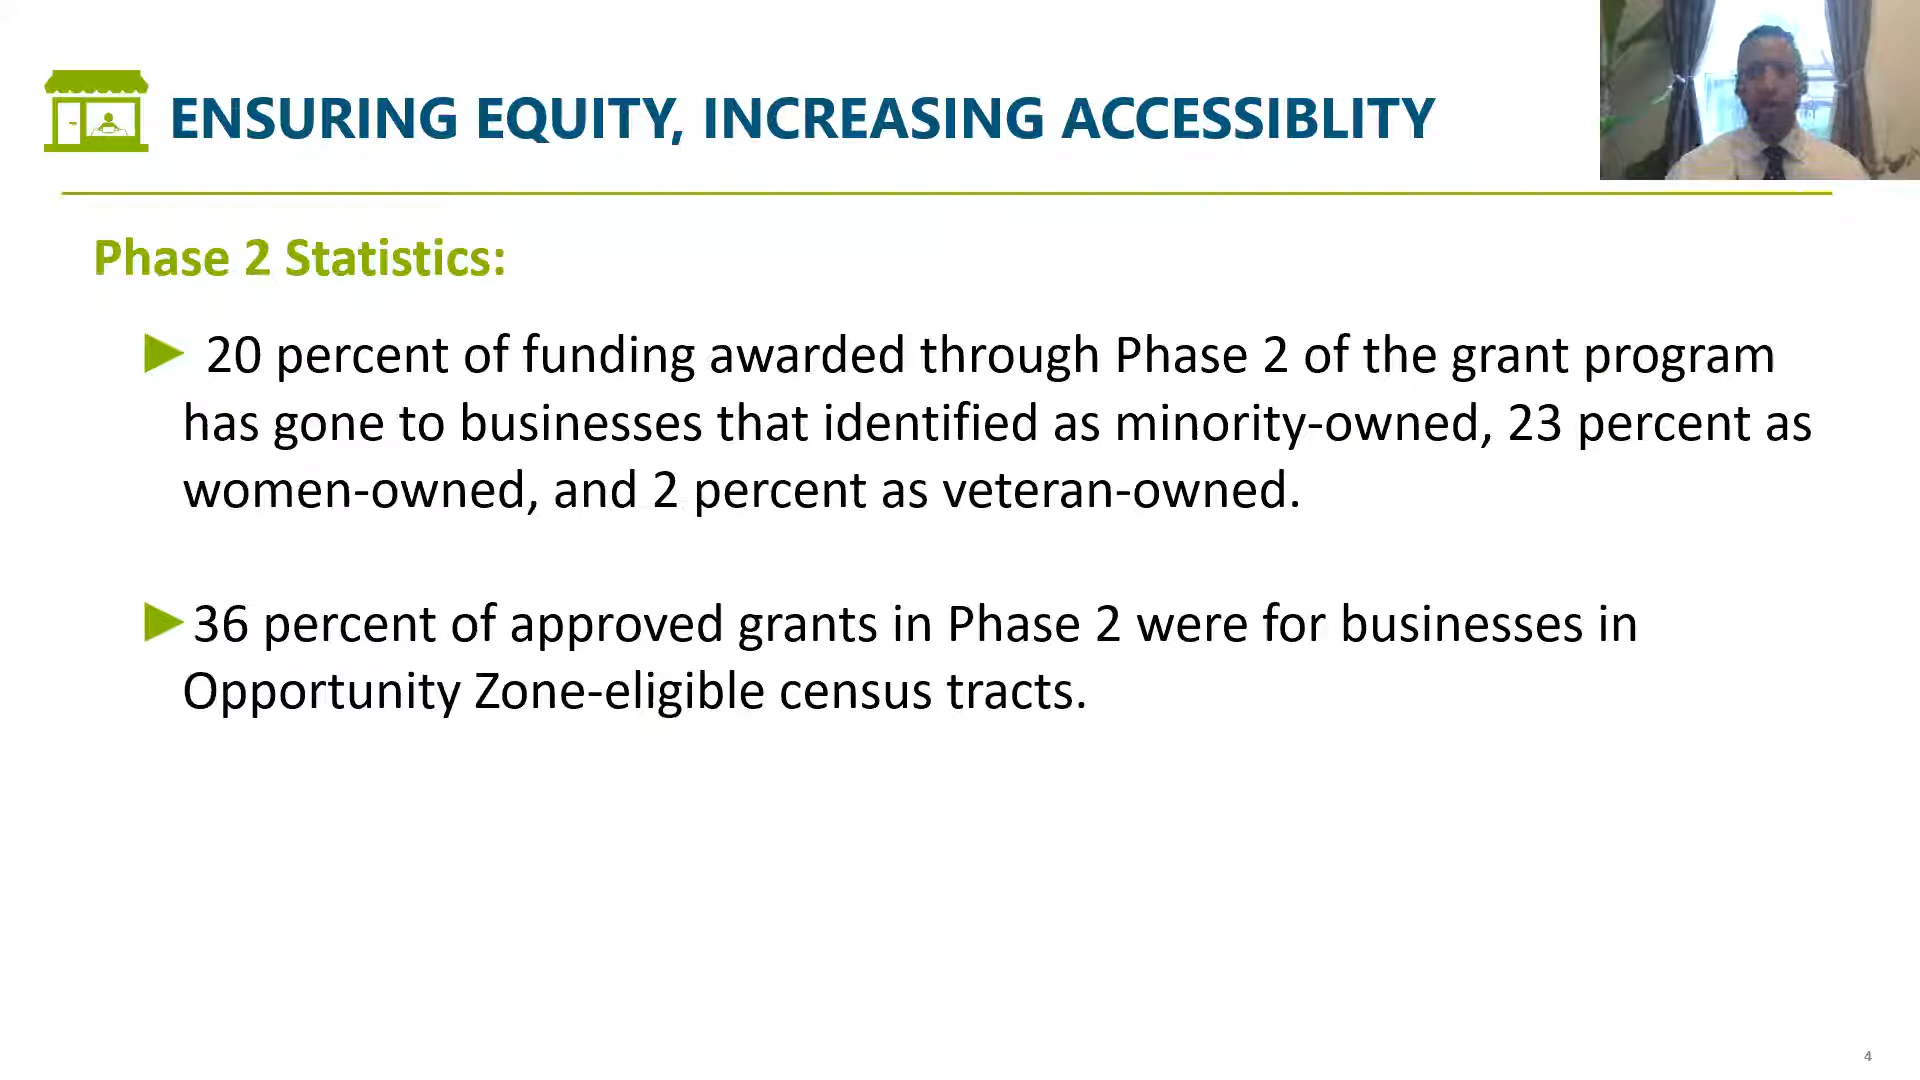 ENSURING EQUITY, INCREASING ACCESSIBLITY
Phase 2 Statistics:
20 percent of funding awarded through Phase 2 of the grant program
has gone to businesses that identified as minority-owned, 23 percent as
women-owned, and 2 percent as veteran-owned.
36 percent of approved grants in Phase 2 were for businesses in
Opportunity Zone-eligible census tracts.
4